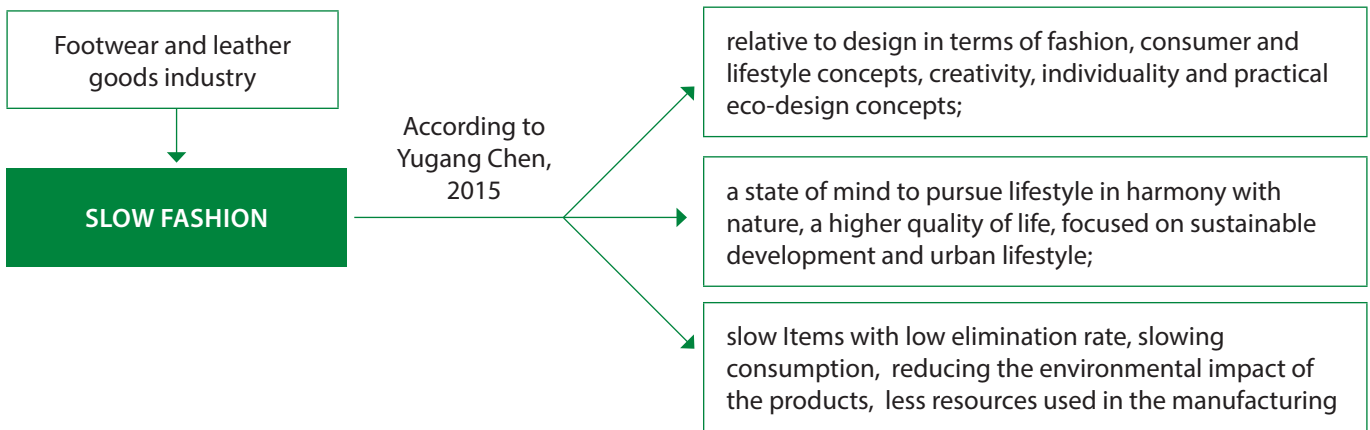 Footwear and leather
goods industry
SLOW FASHION
According to
Yugang Chen,
2015
relative to design in terms of fashion, consumer and
lifestyle concepts, creativity, individuality and practical
eco-design concepts;
a state of mind to pursue lifestyle in harmony with
nature, a higher quality of life, focused on sustainable
development and urban lifestyle;
slow Items with low elimination rate, slowing
consumption, reducing the environmental impact of
the products, less resources used in the manufacturing